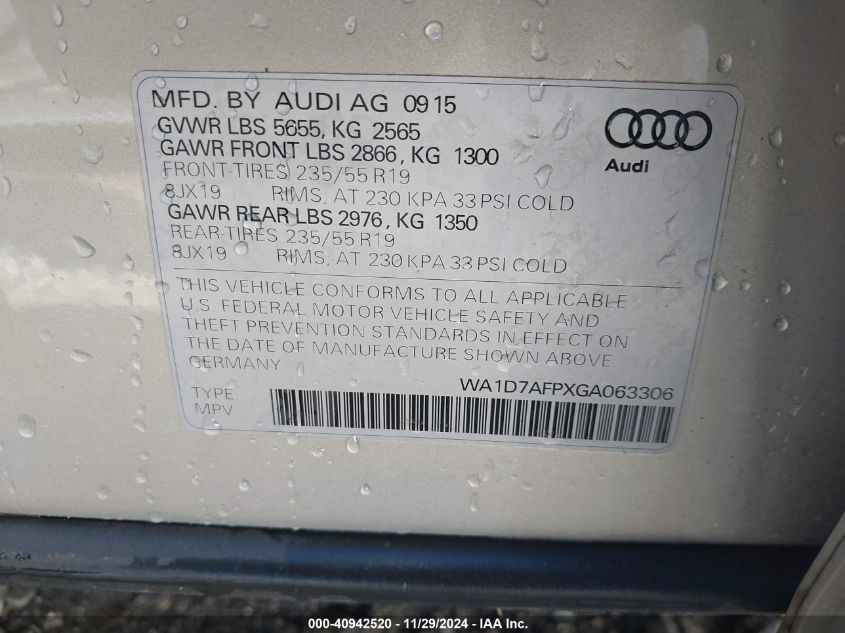 MFD. BY AUDI AG 0915
GVWR LBS 5655, KG 2565
GAWR FRONT LBS 2866, KG 1300
FRONT-TIRES 235/55 R19
8JX19 RIMS, AT 230 KPA 33 PSI COLD
GAWR REAR LBS 2976, KG 1350
REAR-TIRES 235/55 R19
8JX19 RIMS, AT 230 KPA 33 PSI COLD
Audi
THIS VEHICLE CONFORMS TO ALL APPLICABLE
U.S. FEDERAL MOTOR VEHICLE SAFETY AND
THEFT PREVENTION STANDARDS IN EFFECT ON
THE DATE OF MANUFACTURE SHOWN ABOVE.
GERMANY
WA1D7AFPXGA063306
TYPE
MPV
000-40942520 - 11/29/2024 - IAA Inc.